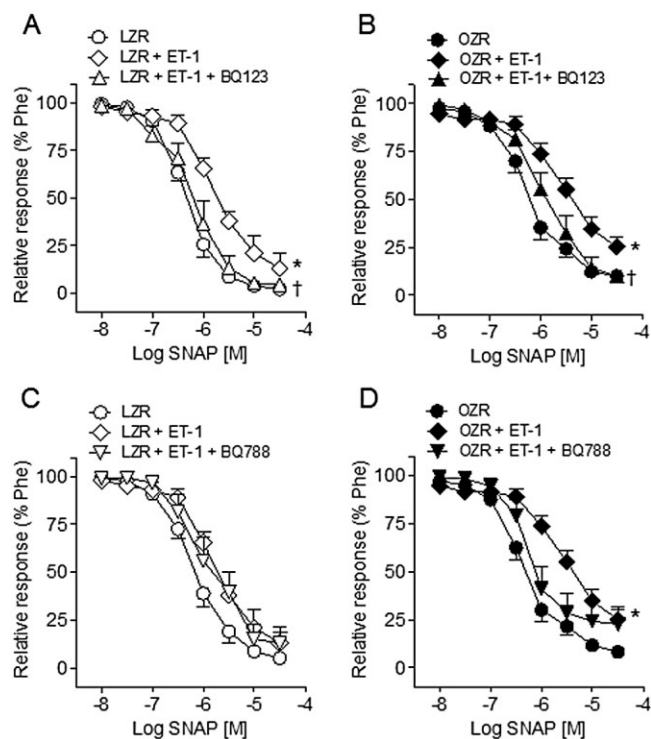 A
LZR
LZR + ET-1
LZR + ET-1 + BQ123
Relative response (% Phe)
100
75
50
25
0
*
†
-8
-7
-6
-5
-4
Log SNAP [M]
B
OZR
OZR + ET-1
OZR + ET-1+ BQ123
Relative response (% Phe)
100
75
50
25
0
*
†
-8
-7
-6
-5
-4
Log SNAP [M]
C
LZR
LZR + ET-1
LZR + ET-1 + BQ788
Relative response (% Phe)
100
75
50
25
0
-8
-7
-6
-5
-4
Log SNAP [M]
D
OZR
OZR + ET-1
OZR + ET-1 + BQ788
Relative response (% Phe)
100
75
50
25
0
*
-8
-7
-6
-5
-4
Log SNAP [M]